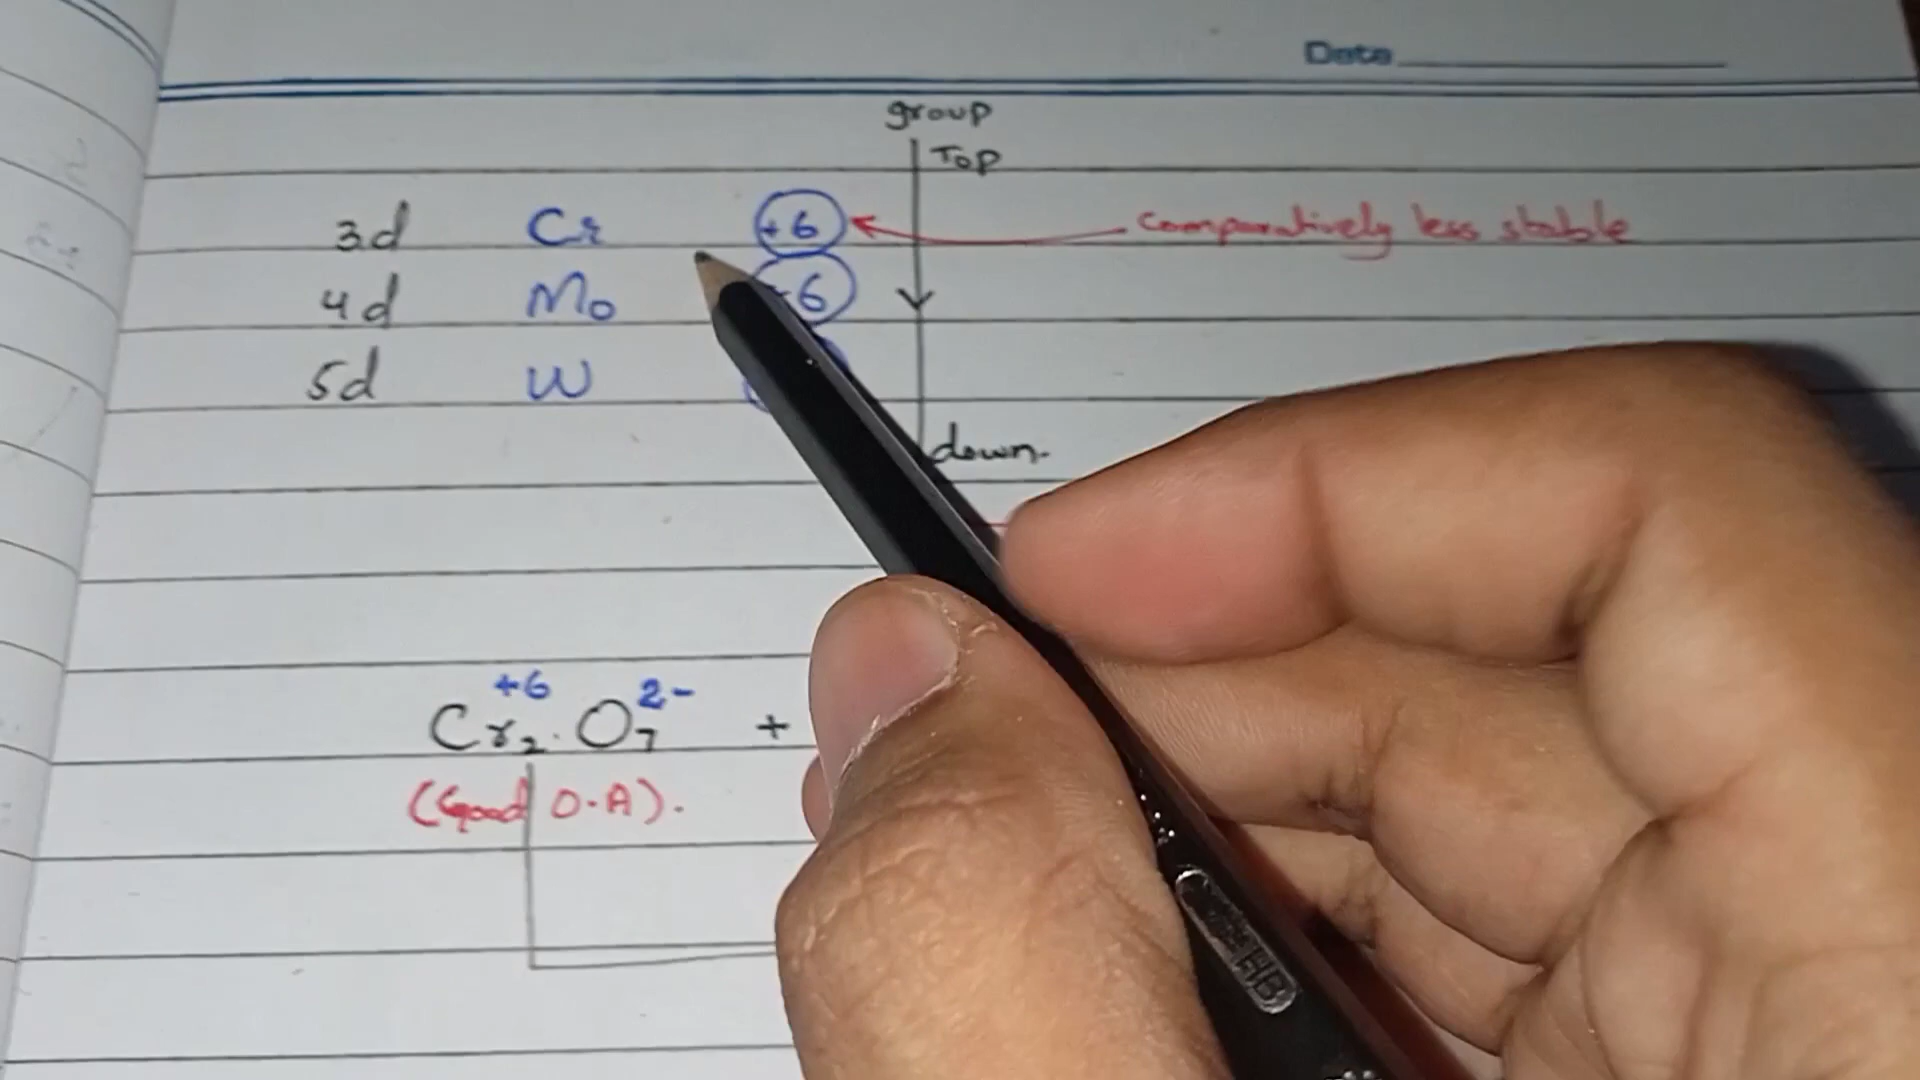 Date
group
Top
3d Cr +6 comparatively less stable
4d Mo 6
5d W
down.
+6 2-
Cr2. O7 +
(Good O.A).
HB